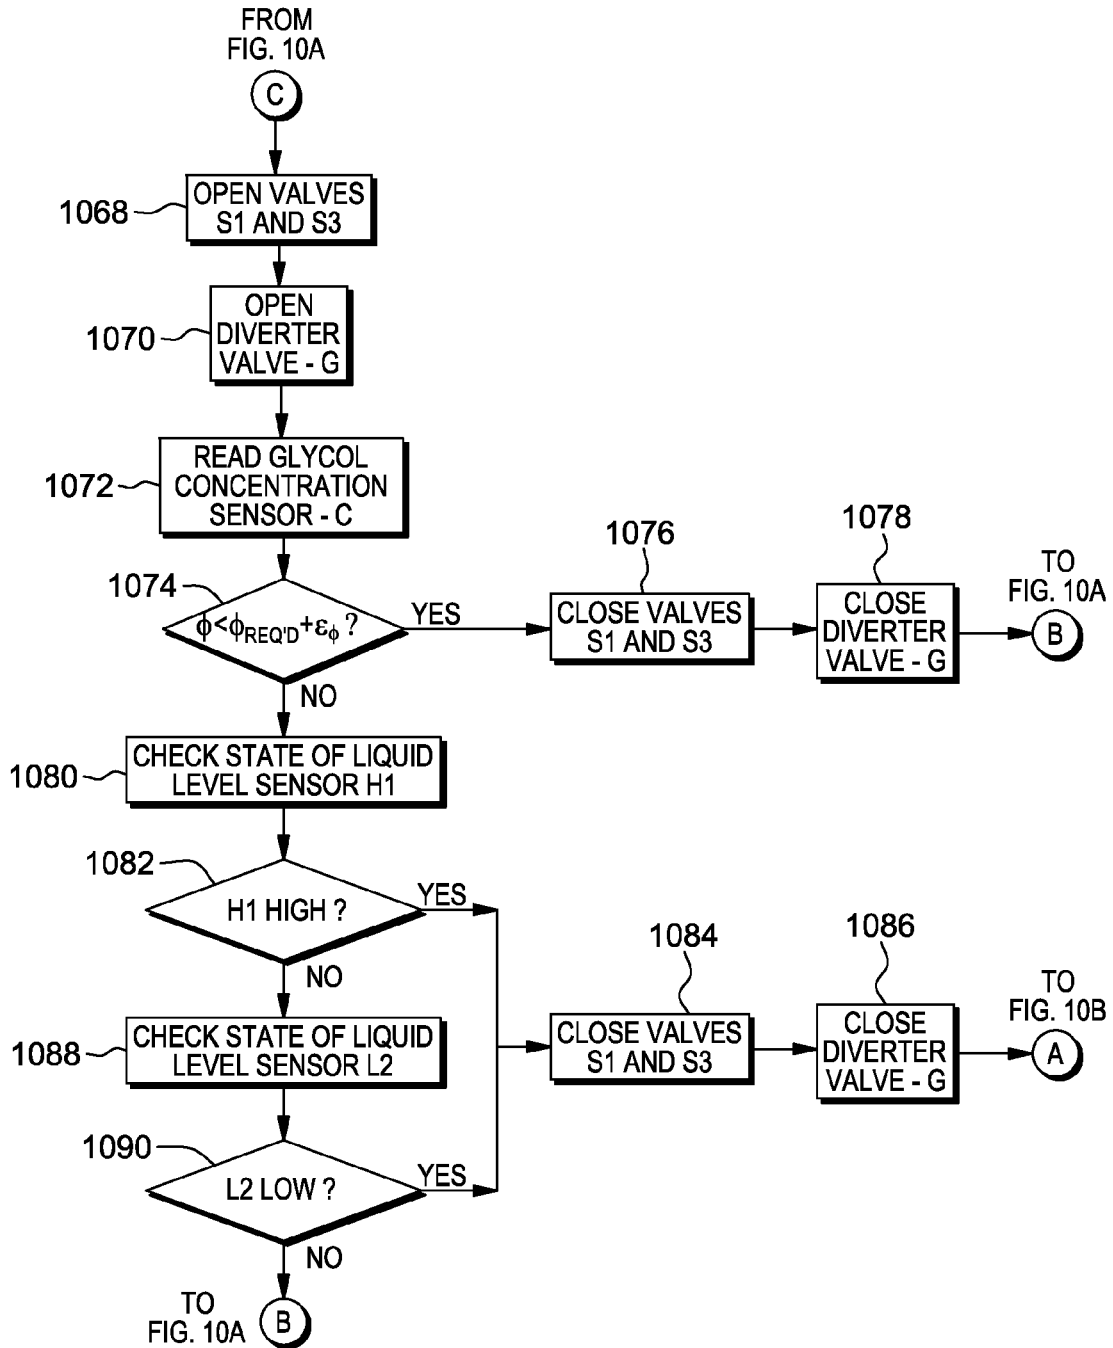 FROM
FIG. 10A
C
1068
OPEN VALVES
S1 AND S3
1070
OPEN
DIVERTER
VALVE - G
1072
READ GLYCOL
CONCENTRATION
SENSOR - C
1074
ϕ<ϕREQ'D+εϕ ?
YES
NO
1076
CLOSE VALVES
S1 AND S3
1078
CLOSE
DIVERTER
VALVE - G
TO
FIG. 10A
B
1080
CHECK STATE OF LIQUID
LEVEL SENSOR H1
1082
H1 HIGH ?
YES
NO
1084
CLOSE VALVES
S1 AND S3
1086
CLOSE
DIVERTER
VALVE - G
TO
FIG. 10B
A
1088
CHECK STATE OF LIQUID
LEVEL SENSOR L2
1090
L2 LOW ?
YES
NO
TO
FIG. 10A
B